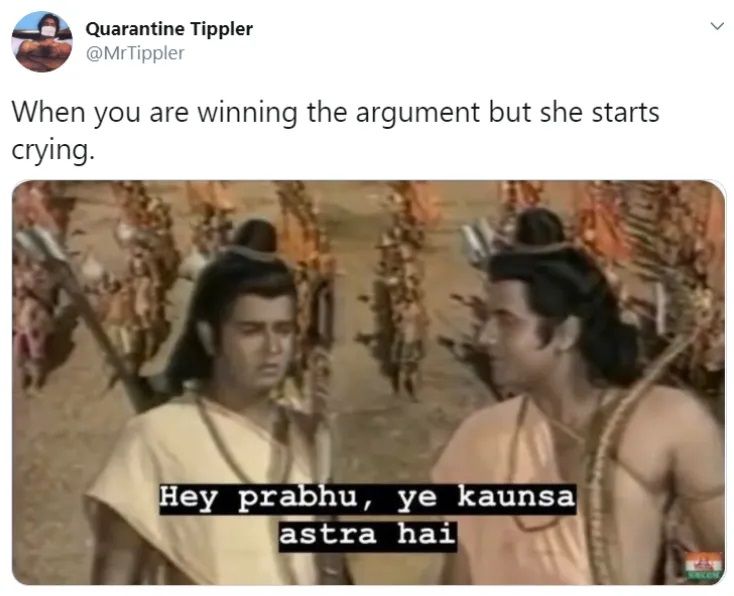 Quarantine Tippler
@MrTippler
When you are winning the argument but she starts
crying.
Hey prabhu, ye kaunsa
astra hai